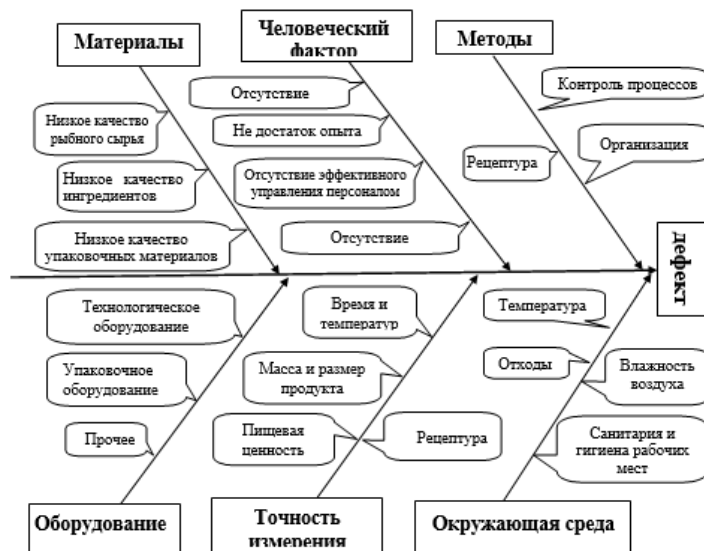 Материалы
Человеческий
фактор
Методы
Низкое качество
рыбного сырья
Низкое качество
ингредиентов
Низкое качество
упаковочных материалов
Отсутствие
Не достаток опыта
Отсутствие эффективного
управления персоналом
Отсутствие
Контроль процессов
Организация
Рецептура
дефект
Технологическое
оборудование
Упаковочное
оборудование
Прочее
Время и
температур
Масса и размер
продукта
Пищевая
ценность
Рецептура
Температура
Отходы
Влажность
воздуха
Санитария и
гигиена рабочих
мест
Оборудование
Точность
измерения
Окружающая среда